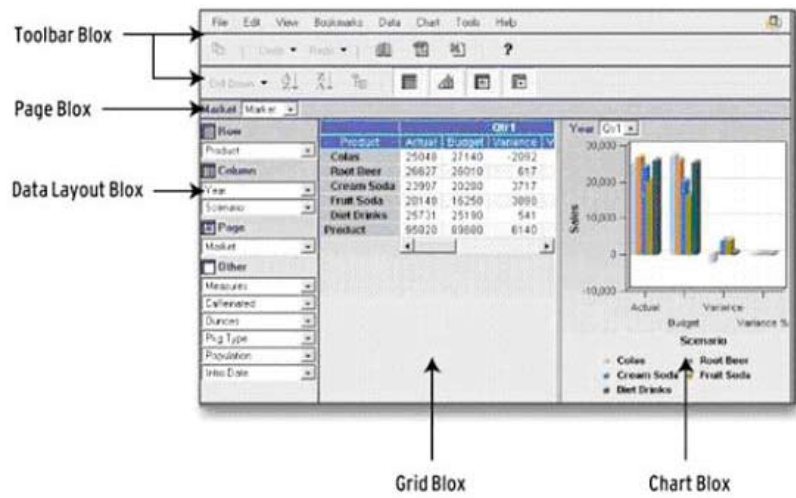 File Edit View Bookmarks Data Chart Tools Help
Toolbar Blox
Undo Redo ?
Drill Down
Page Blox
Market Market
Row
Product
Column
Data Layout Blox
Year
Scenario
Page
Market
Other
Measures
Caffeinated
Ounces
Pkg Type
Population
Intro Date
Qtr1
Product Actual Budget Variance V
Colas 25048 27140 -2092
Root Beer 26627 26010 617
Cream Soda 23997 20280 3717
Fruit Soda 20148 16250
Diet Drinks 25731 25190 541
Product 6140
Year Qtr1
30,000
20,000
10,000
0
-10,000
Sales
Actual Variance
Budget Variance %
Scenario
Colas Root Beer
Cream Soda Fruit Soda
Diet Drinks
Grid Blox Chart Blox